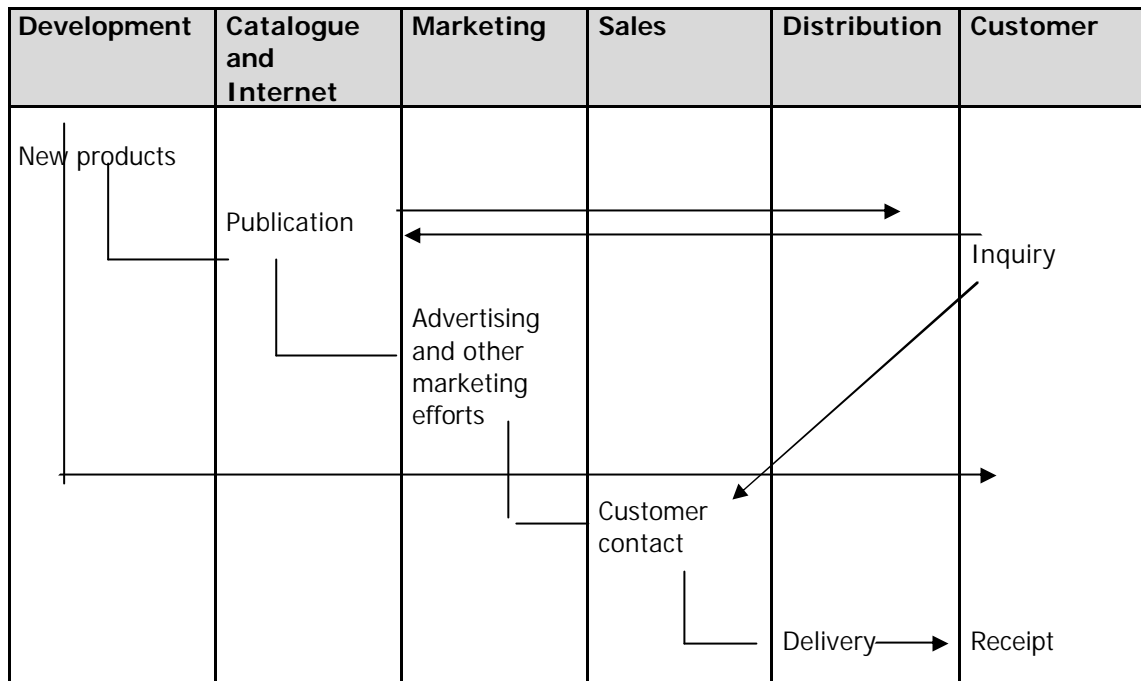 Development
Catalogue
and
Internet
Marketing
Sales
Distribution
Customer
New products
Publication
Inquiry
Advertising
and other
marketing
efforts
Customer
contact
Delivery
Receipt